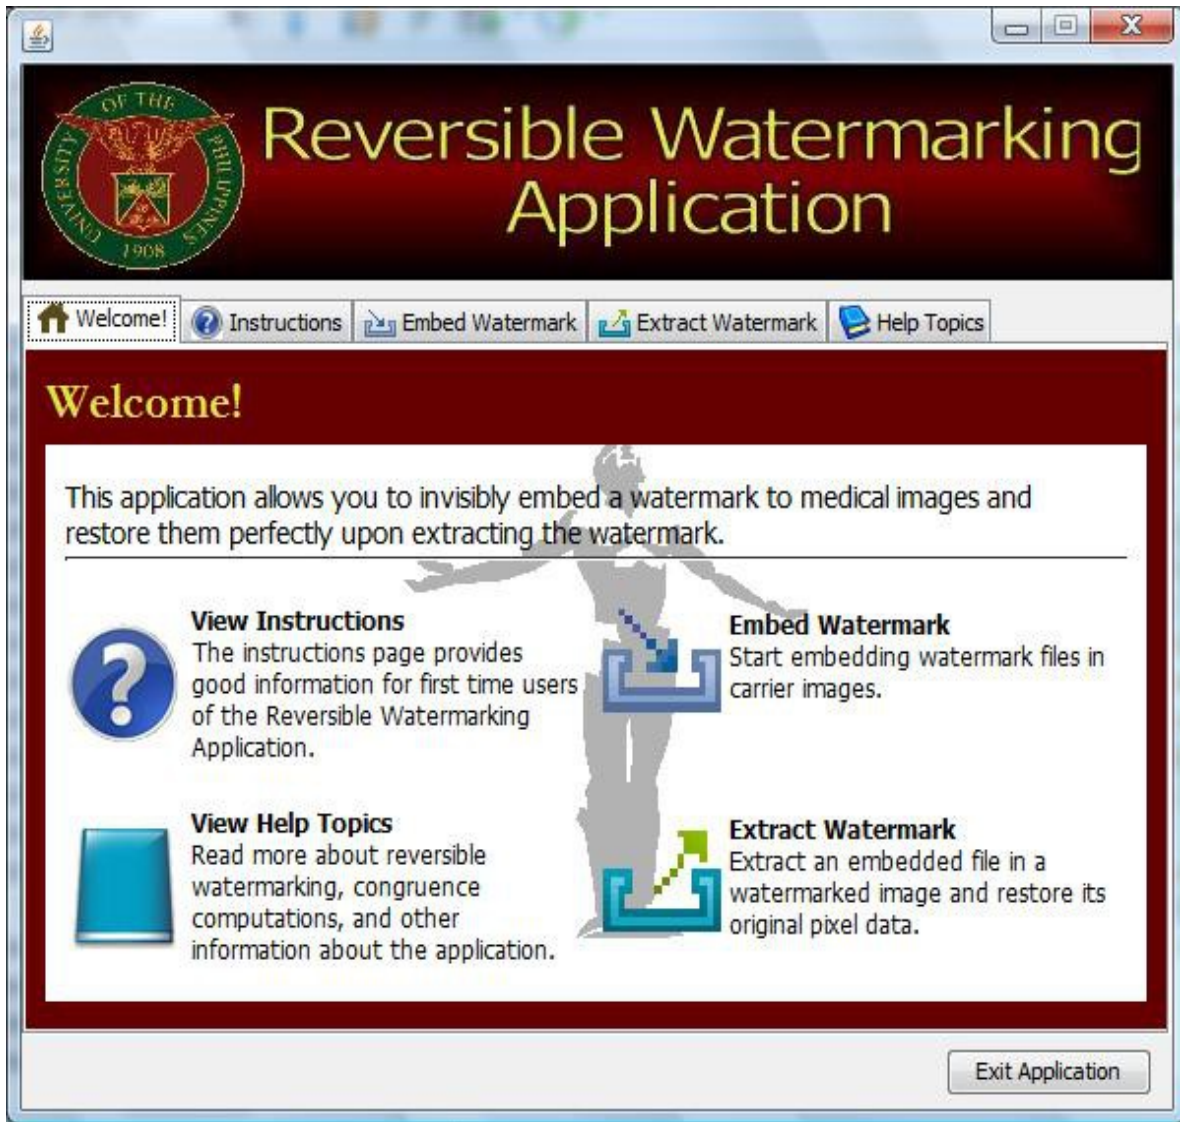 UNIVERSITY OF THE PHILIPPINES
1908
Reversible Watermarking
Application
Welcome!
Instructions
Embed Watermark
Extract Watermark
Help Topics
Welcome!
This application allows you to invisibly embed a watermark to medical images and
restore them perfectly upon extracting the watermark.
View Instructions
The instructions page provides
good information for first time users
of the Reversible Watermarking
Application.
Embed Watermark
Start embedding watermark files in
carrier images.
View Help Topics
Read more about reversible
watermarking, congruence
computations, and other
information about the application.
Extract Watermark
Extract an embedded file in a
watermarked image and restore its
original pixel data.
Exit Application